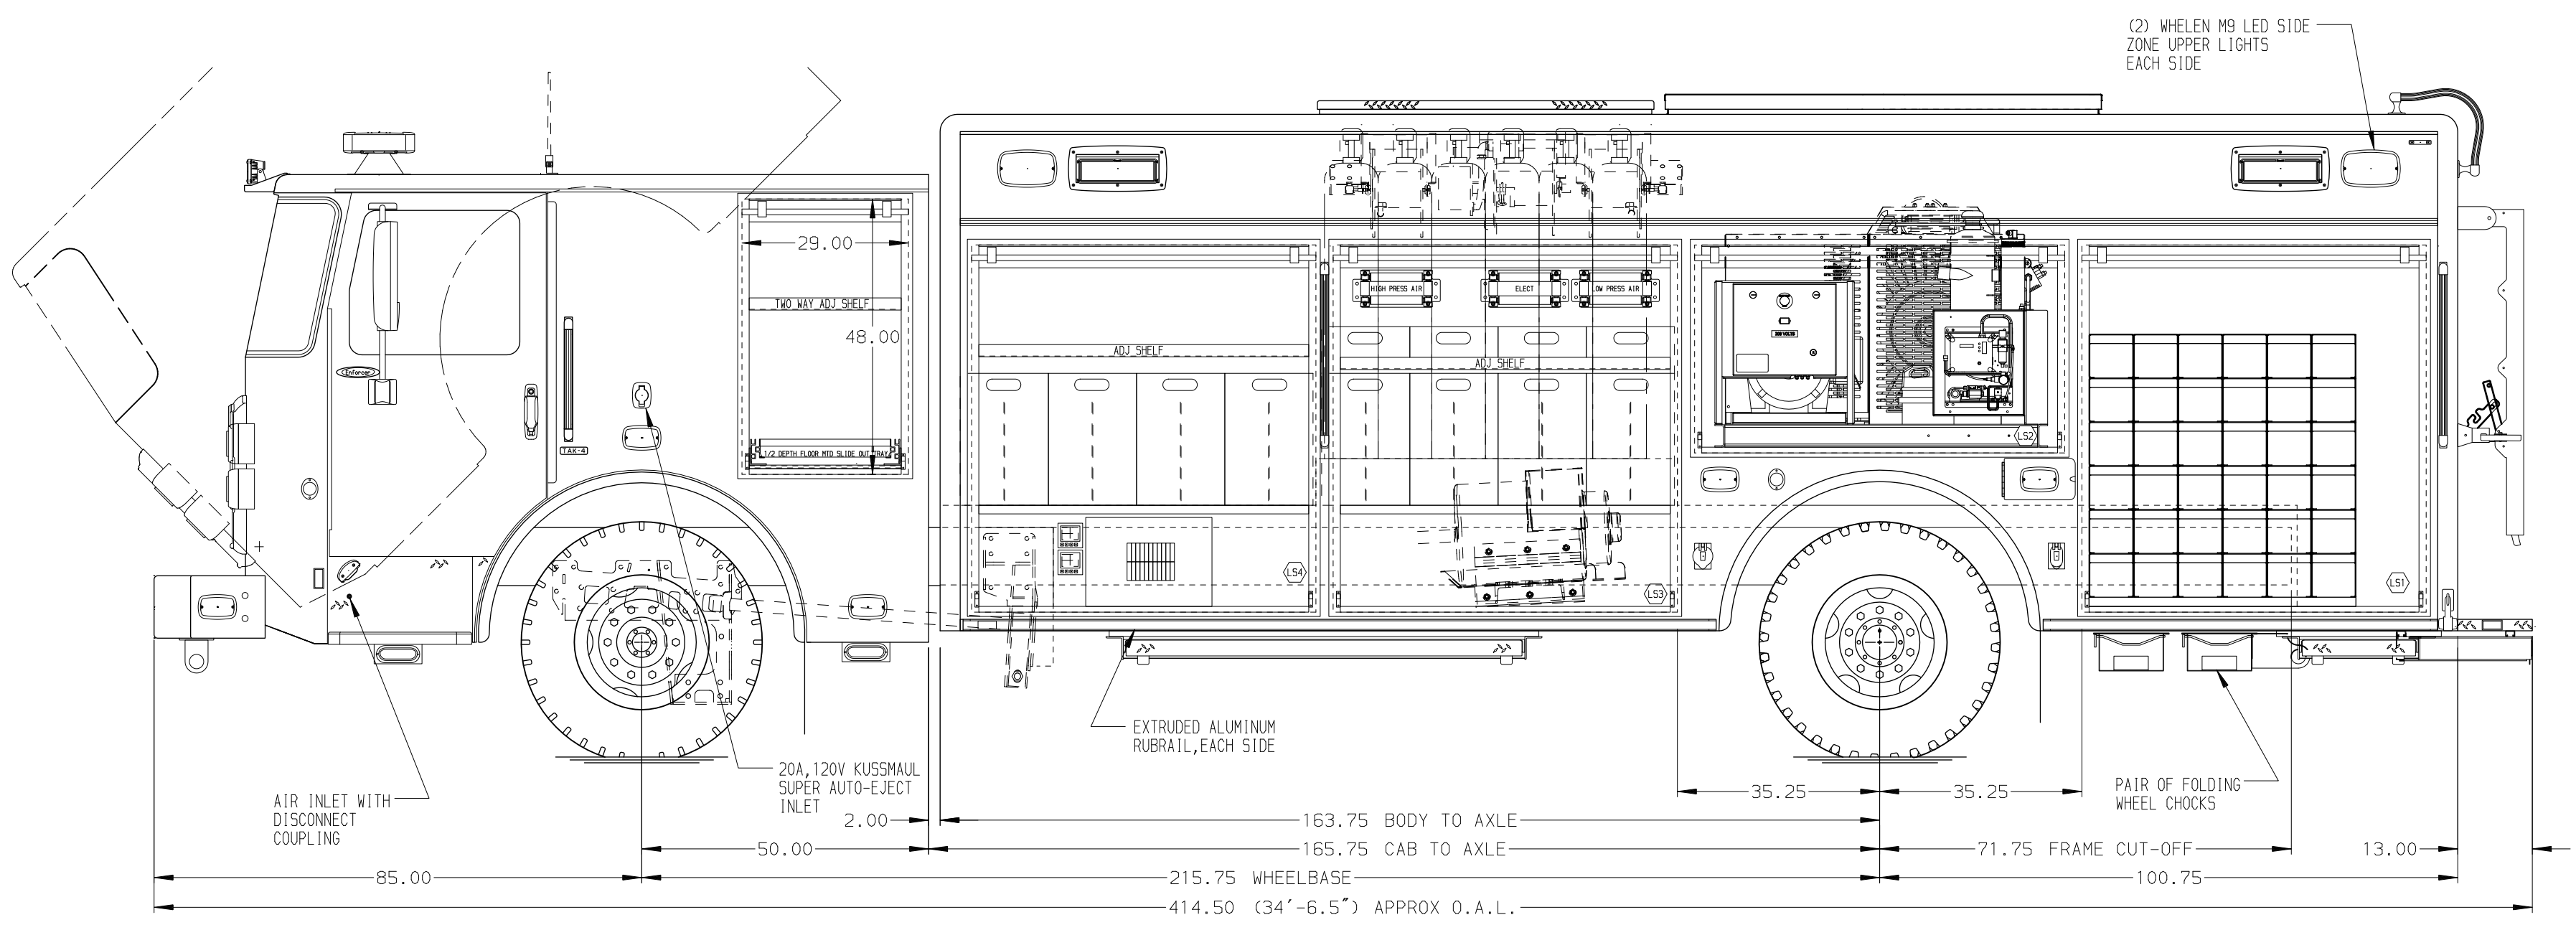 (2) WHELEN M9 LED SIDE
ZONE UPPER LIGHTS
EACH SIDE
29.00
TWO WAY ADJ SHELF
48.00
1/2 DEPTH FLOOR MTD SLIDE OUT TRAY
Enforcer
TAK-4
HIGH PRESS AIR
ELECT
LOW PRESS AIR
ADJ SHELF
ADJ SHELF
LS2
LS4
LS3
LS1
EXTRUDED ALUMINUM
RUBRAIL,EACH SIDE
20A,120V KUSSMAUL
SUPER AUTO-EJECT
INLET
AIR INLET WITH
DISCONNECT
COUPLING
PAIR OF FOLDING
WHEEL CHOCKS
35.25
35.25
2.00
163.75 BODY TO AXLE
50.00
165.75 CAB TO AXLE
71.75 FRAME CUT-OFF
13.00
85.00
215.75 WHEELBASE
100.75
414.50 (34'-6.5") APPROX O.A.L.